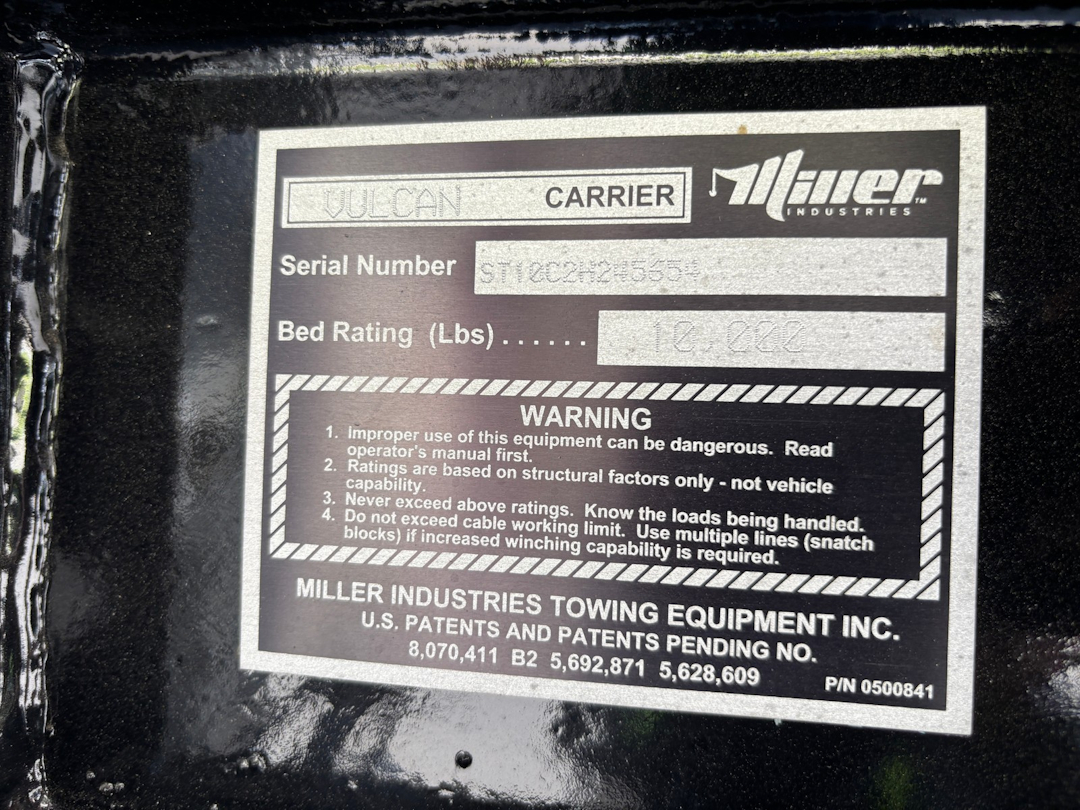 VULCAN CARRIER
Miller
INDUSTRIES™
Serial Number
Bed Rating (Lbs) . . . . . . 10,000
WARNING
1. Improper use of this equipment can be dangerous. Read
operator's manual first.
2. Ratings are based on structural factors only - not vehicle
capability.
3. Never exceed above ratings. Know the loads being handled.
4. Do not exceed cable working limit. Use multiple lines (snatch
blocks) if increased winching capability is required.
MILLER INDUSTRIES TOWING EQUIPMENT INC.
U.S. PATENTS AND PATENTS PENDING NO.
8,070,411 B2 5,692,871 5,628,609
P/N 0500841